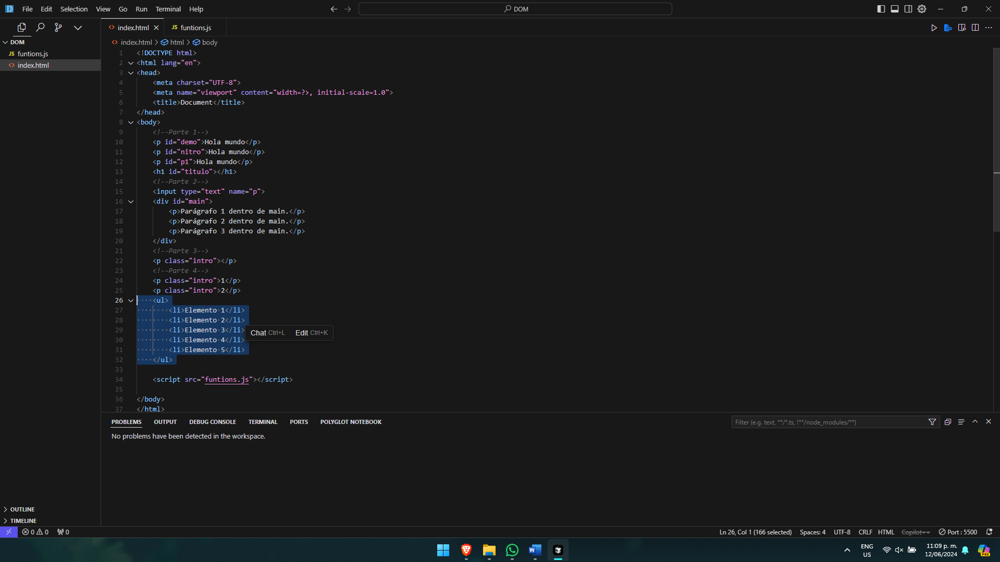 File Edit Selection View Go Run Terminal Help
DOM
index.html
JS funtions.js
DOM
JS funtions.js
index.html
index.html > html > body
1 <!DOCTYPE html>
2 <html lang="en">
3 <head>
4 <meta charset="UTF-8">
5 <meta name="viewport" content="width=?>, initial-scale=1.0">
6 <title>Document</title>
7 </head>
8 <body>
9 <!--Parte 1-->
10 <p id="demo">Hola mundo</p>
11 <p id="nitro">Hola mundo</p>
12 <p id="p1">Hola mundo</p>
13 <h1 id="titulo"></h1>
14 <!--Parte 2-->
15 <input type="text" name="p">
16 <div id="main">
17 <p>Parágrafo 1 dentro de main.</p>
18 <p>Parágrafo 2 dentro de main.</p>
19 <p>Parágrafo 3 dentro de main.</p>
20 </div>
21 <!--Parte 3-->
22 <p class="intro"></p>
23 <!--Parte 4-->
24 <p class="intro">1</p>
25 <p class="intro">2</p>
26 <ul>
27 <li>Elemento 1</li>
28 <li>Elemento 2</li>
29 <li>Elemento 3</li>
30 <li>Elemento 4</li>
31 <li>Elemento 5</li>
32 </ul>
33
34 <script src="funtions.js"></script>
35
36 </body>
37 </html>
Chat Ctrl+L Edit Ctrl+K
PROBLEMS OUTPUT DEBUG CONSOLE TERMINAL PORTS POLYGLOT NOTEBOOK
Filter (e.g. text, **/*.ts, !**/node_modules/**)
No problems have been detected in the workspace.
OUTLINE
TIMELINE
0 0 0
Ln 26, Col 1 (166 selected) Spaces: 4 UTF-8 CRLF HTML Copilot++ Port : 5500
ENG
US
11:09 p. m.
12/06/2024
PRE